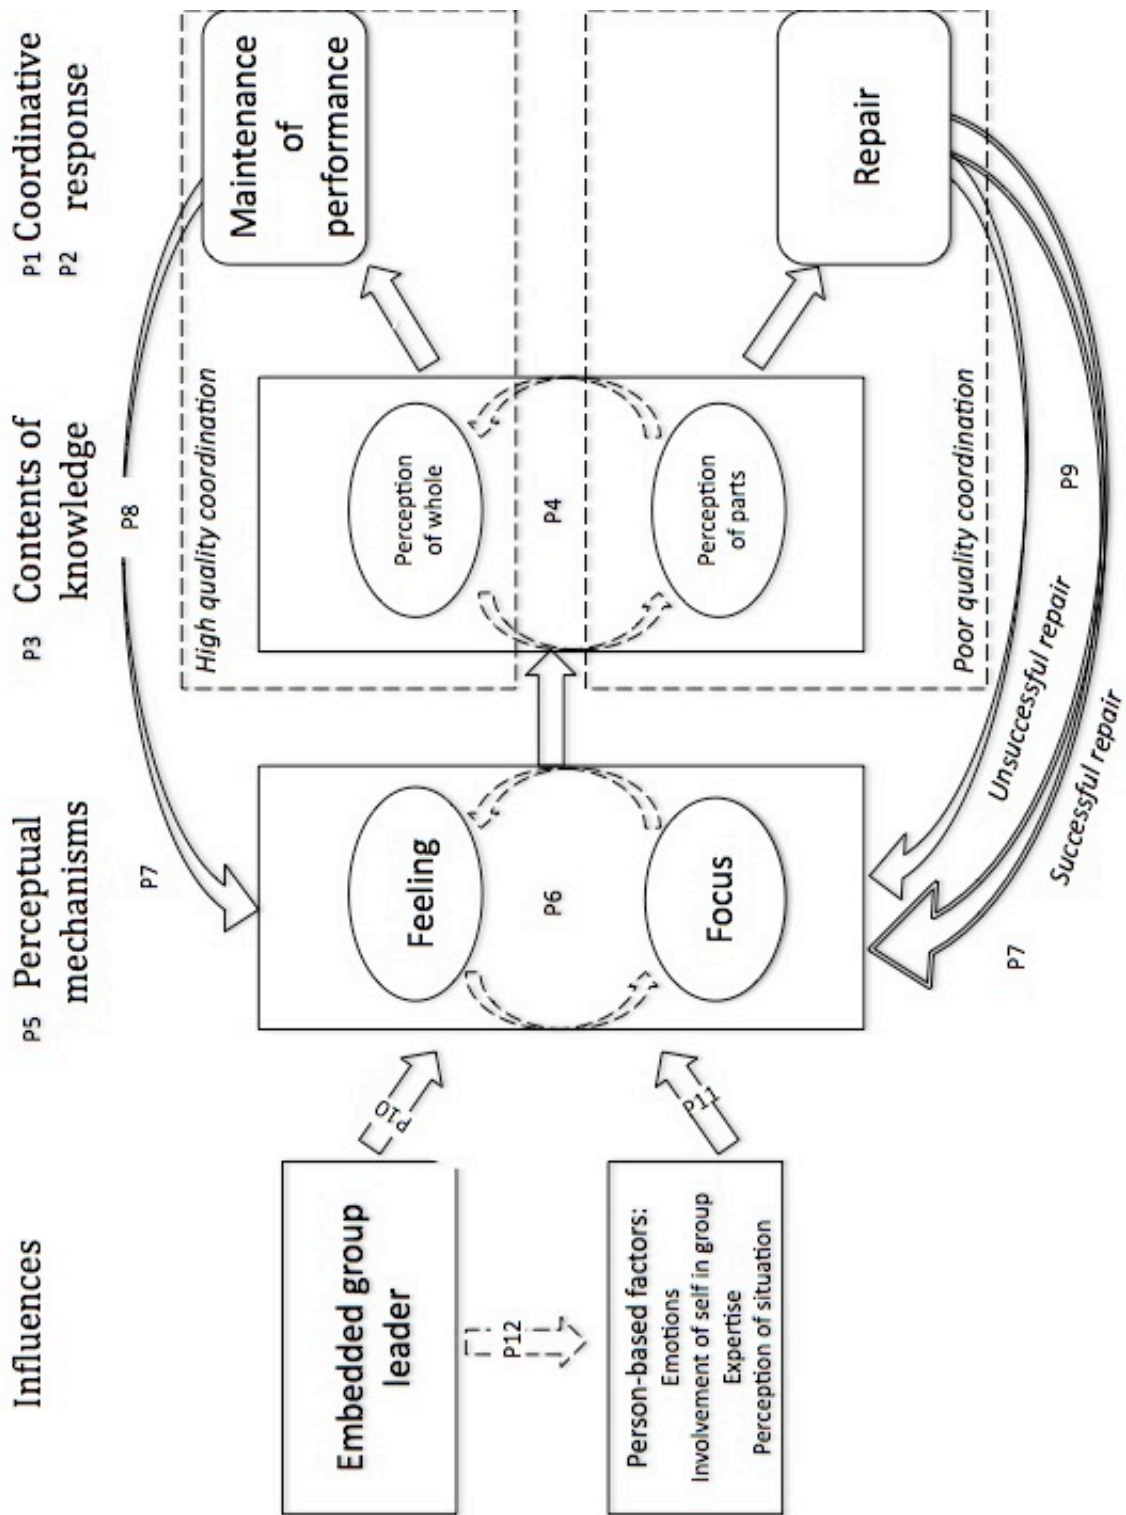 Influences
P5 Perceptual
mechanisms
P3 Contents of
knowledge
P1 Coordinative
P2 response
P8
P7
High quality coordination
Embedded group
leader
P10
Feeling
Perception
of whole
Maintenance
of
performance
P12
P6
P4
Person-based factors:
Emotions
Involvement of self in group
Expertise
Perception of situation
P11
Focus
Perception
of parts
Repair
Poor quality coordination
Unsuccessful repair
P9
Successful repair
P7